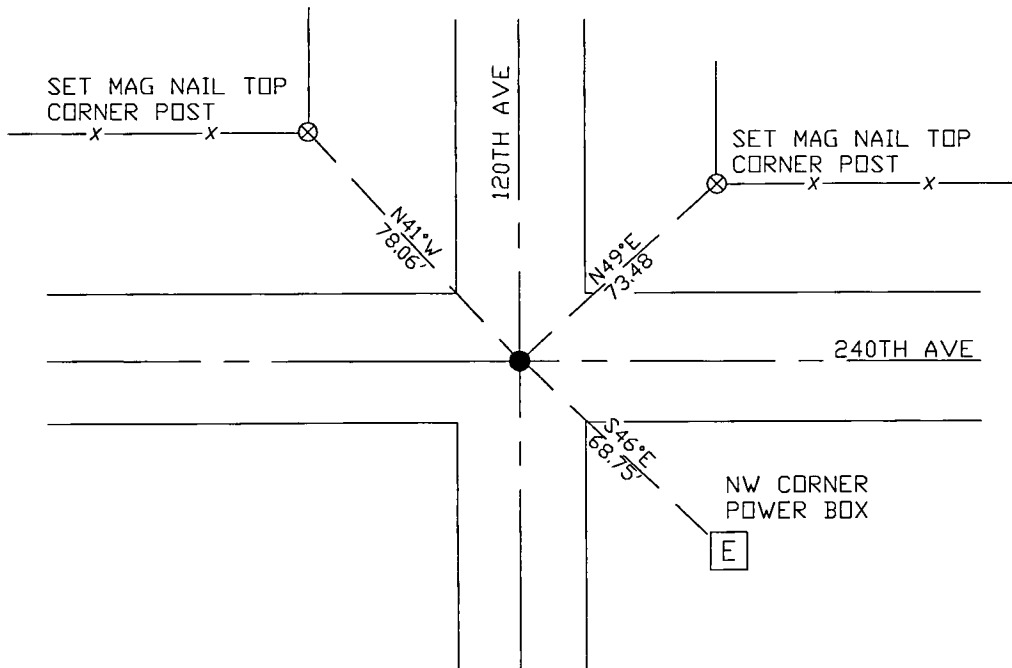 SET MAG NAIL TOP
CORNER POST
X X
120TH AVE
SET MAG NAIL TOP
CORNER POST
X X
N41°W
78.06'
N49°E
73.48
240TH AVE
S46°E
68.75'
NW CORNER
POWER BOX
E